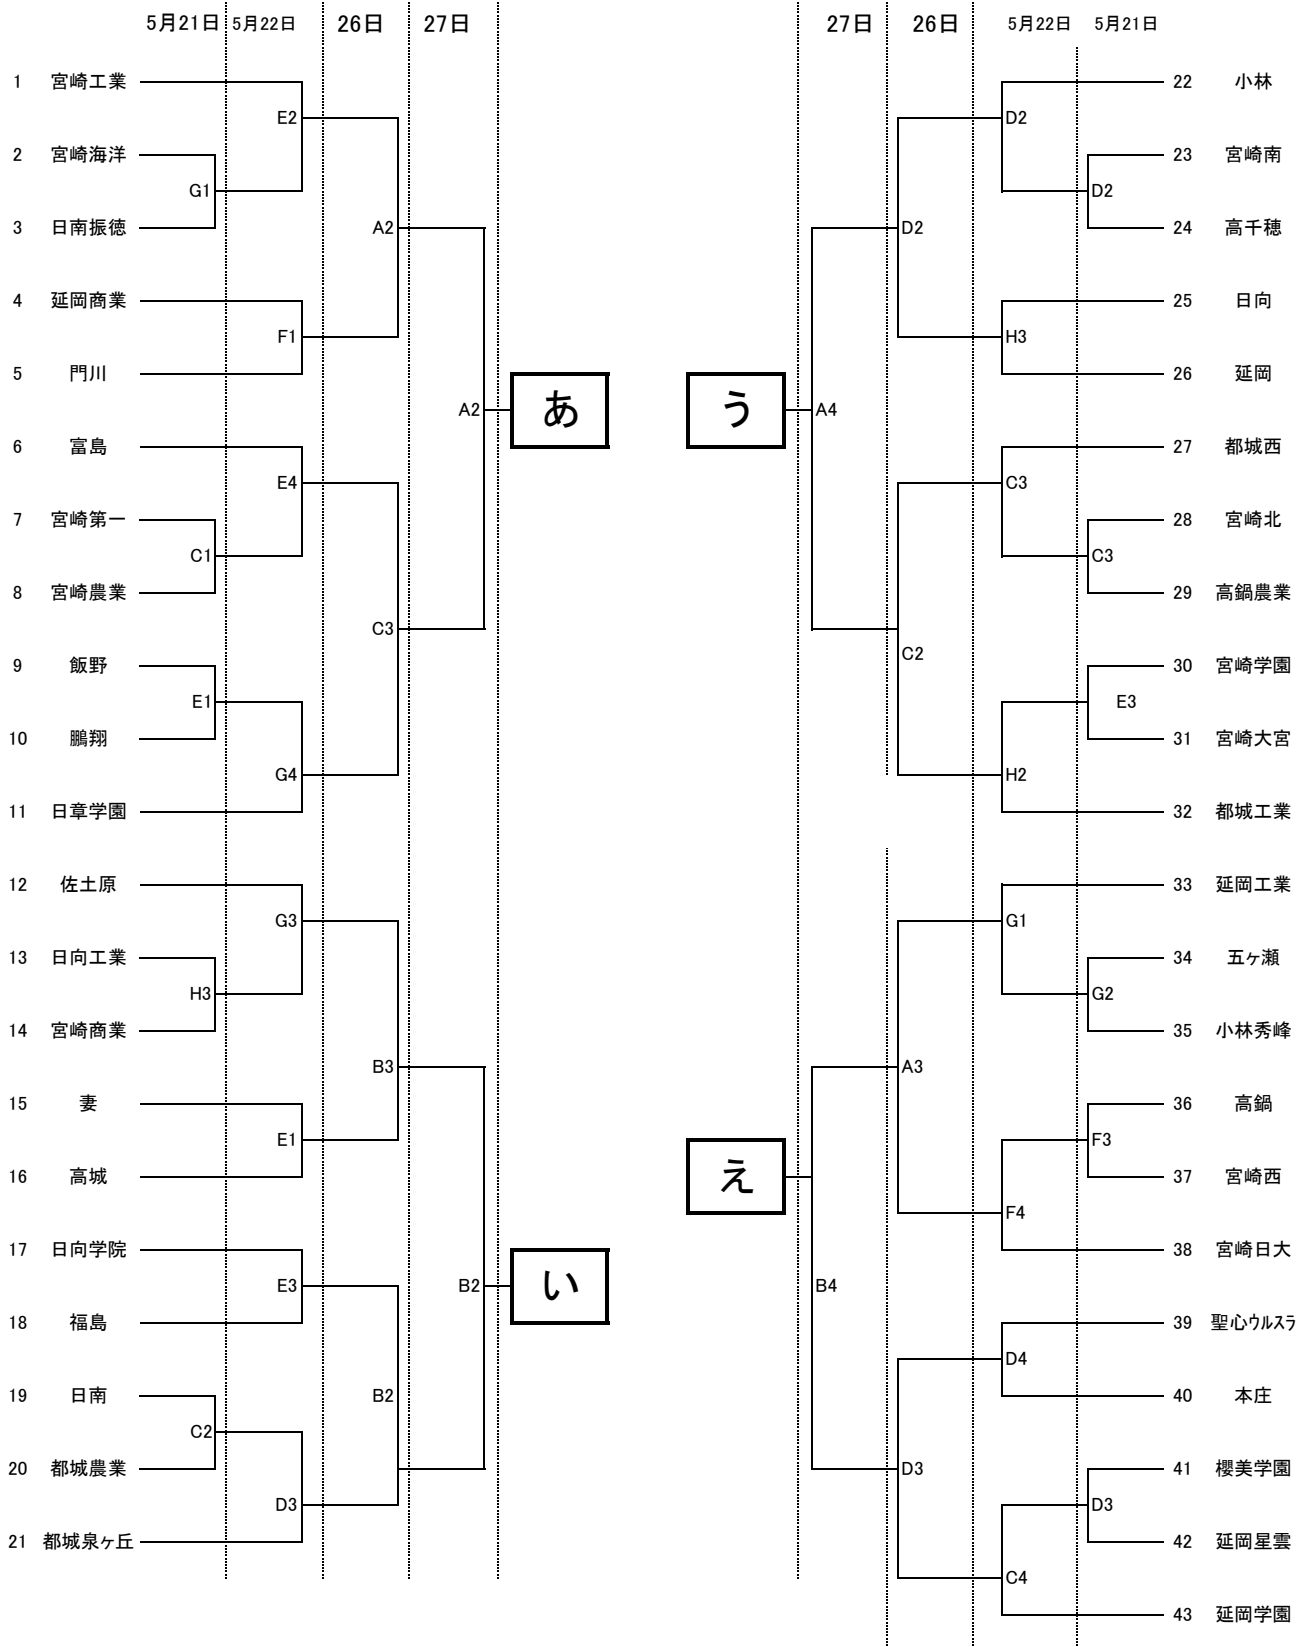 5月21日 5月22日 26日 27日 27日 26日 5月22日 5月21日
1 宮崎工業 22 小林
E2 D2
2 宮崎海洋 23 宮崎南
G1 D2
3 日南振徳 A2 D2 24 高千穂
4 延岡商業 25 日向
F1 H3
5 門川 26 延岡
A2 あ う A4
6 富島 27 都城西
E4 C3
7 宮崎第一 28 宮崎北
C1 C3
8 宮崎農業 29 高鍋農業
C3
C2
9 飯野 30 宮崎学園
E1 E3
10 鵬翔 31 宮崎大宮
G4 H2
11 日章学園 32 都城工業
12 佐土原 33 延岡工業
G3 G1
13 日向工業 34 五ヶ瀬
H3 G2
14 宮崎商業 35 小林秀峰
B3 A3
15 妻 36 高鍋
E1 F3
16 高城 え 37 宮崎西
F4
17 日向学院 38 宮崎日大
E3 B2 い B4
18 福島 39 聖心ウルスラ
D4
19 日南 B2 40 本庄
C2
20 都城農業 D3 41 櫻美学園
D3 D3
21 都城泉ヶ丘 42 延岡星雲
C4
43 延岡学園